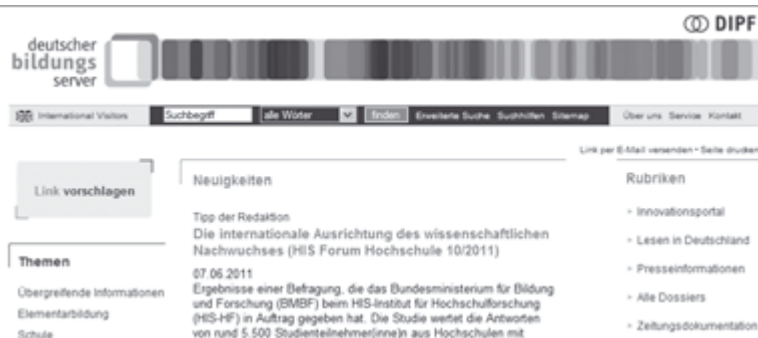 DIPF
deutscher
bildungs
server
International Visitors
Suchbegriff
alle Wörter
finden
Erweiterte Suche Suchhilfen Sitemap
Über uns Service Kontakt
Link per E-Mail versenden • Seite drucken
Link vorschlagen
Themen
Übergreifende Informationen
Elementarbildung
Schule
Neuigkeiten
Tipp der Redaktion
Die internationale Ausrichtung des wissenschaftlichen
Nachwuchses (HIS Forum Hochschule 10/2011)
07.06.2011
Ergebnisse einer Befragung, die das Bundesministerium für Bildung
und Forschung (BMBF) beim HIS-Institut für Hochschulforschung
(HIS-HF) in Auftrag gegeben hat. Die Studie wertet die Antworten
von rund 5.500 Studienteilnehmer(inne)n aus Hochschulen mit
Rubriken
Innovationsportal
Lesen in Deutschland
Presseinformationen
Alle Dossiers
Zeitungsdokumentation